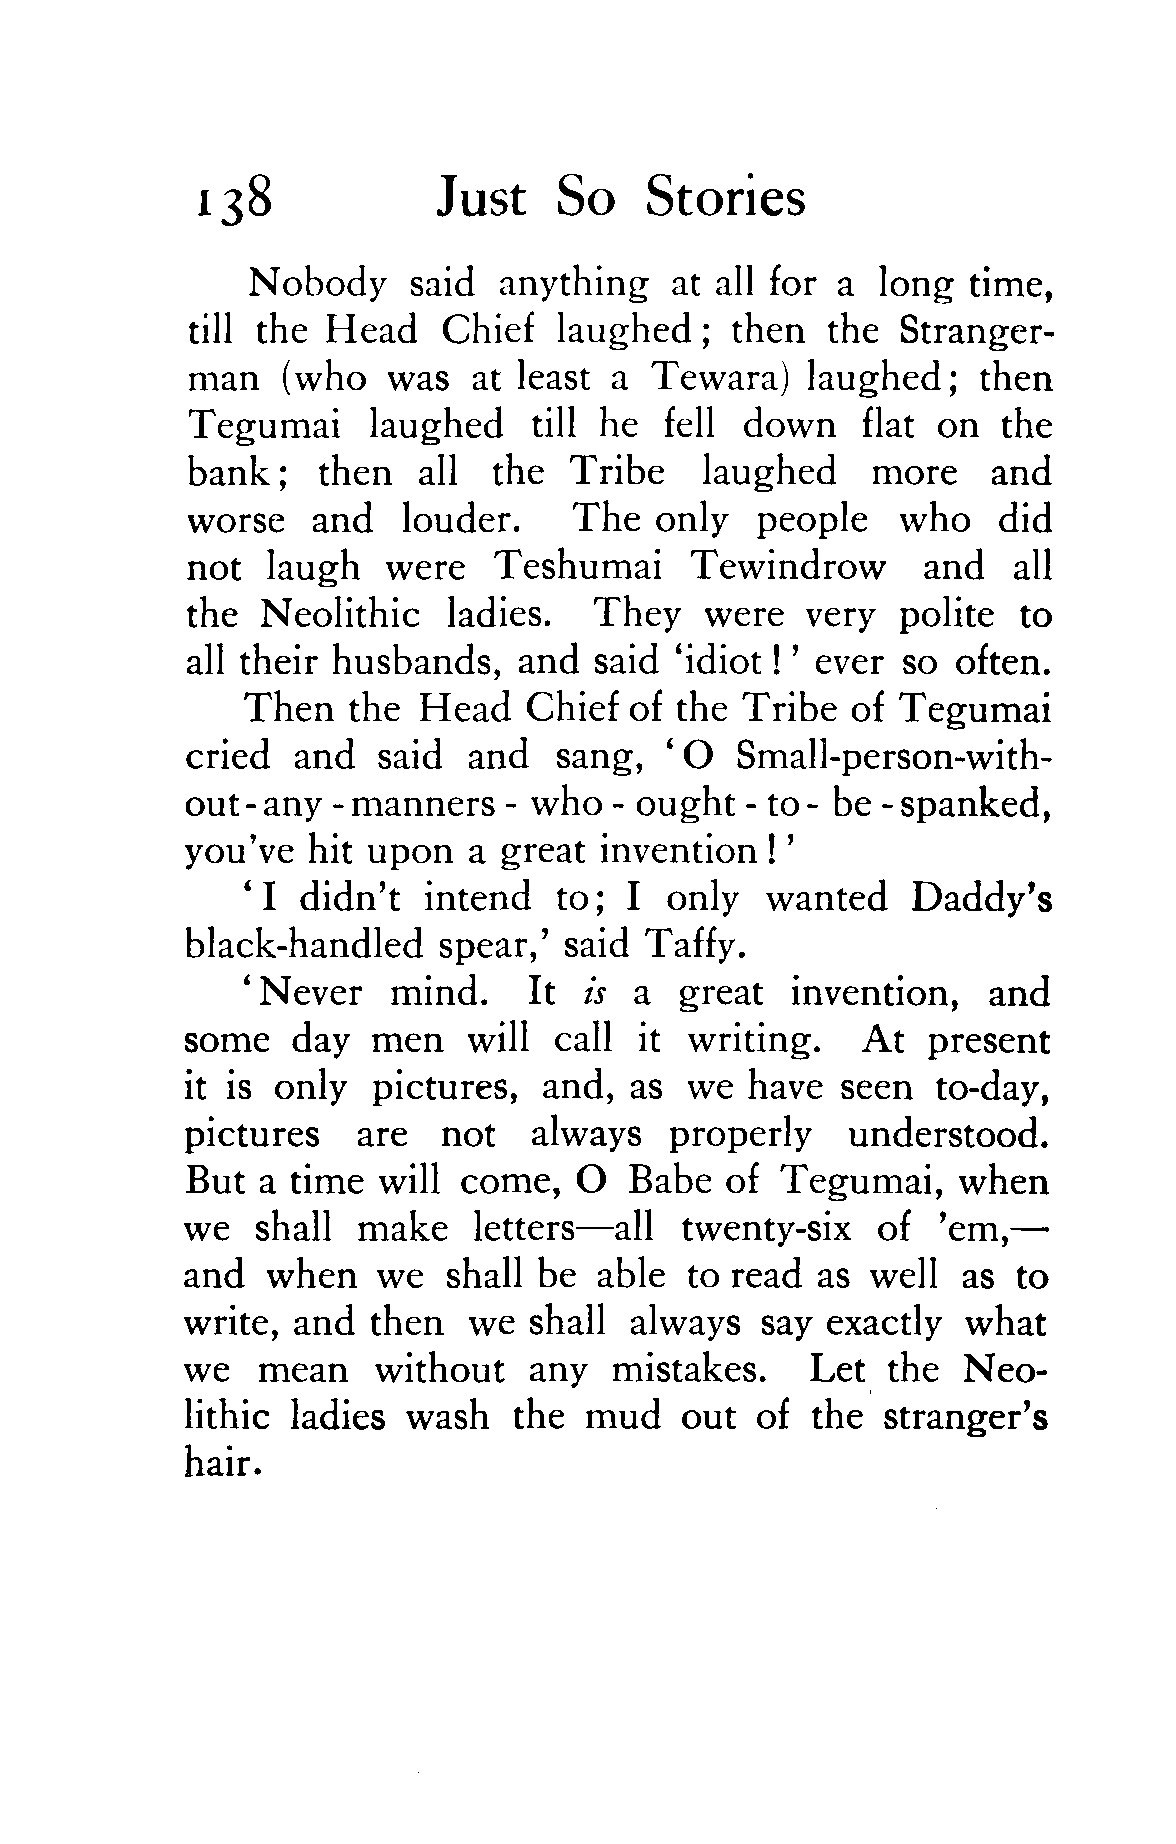 138 Just So Stories
Nobody said anything at all for a long time,
till the Head Chief laughed; then the Stranger-
man (who was at least a Tewara) laughed; then
Tegumai laughed till he fell down flat on the
bank; then all the Tribe laughed more and
worse and louder. The only people who did
not laugh were Teshumai Tewindrow and all
the Neolithic ladies. They were very polite to
all their husbands, and said ‘idiot!’ ever so often.
Then the Head Chief of the Tribe of Tegumai
cried and said and sang, ‘O Small-person-with-
out-any-manners-who-ought-to-be-spanked,
you’ve hit upon a great invention!’
‘I didn’t intend to; I only wanted Daddy’s
black-handled spear,’ said Taffy.
‘Never mind. It is a great invention, and
some day men will call it writing. At present
it is only pictures, and, as we have seen to-day,
pictures are not always properly understood.
But a time will come, O Babe of Tegumai, when
we shall make letters—all twenty-six of ’em,—
and when we shall be able to read as well as to
write, and then we shall always say exactly what
we mean without any mistakes. Let the Neo-
lithic ladies wash the mud out of the stranger’s
hair.